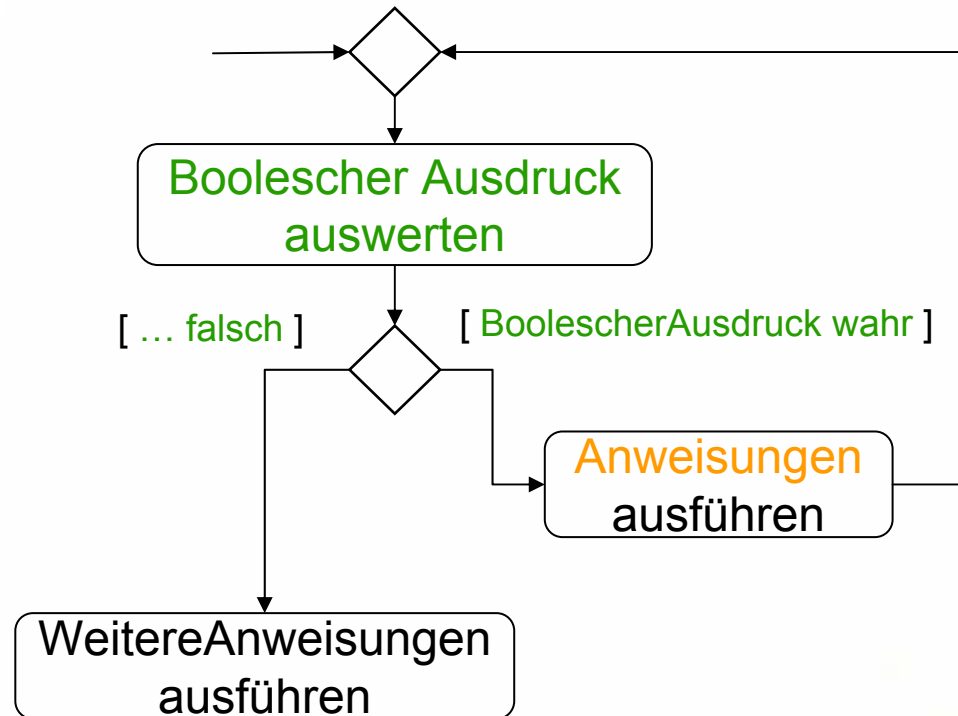 Boolescher Ausdruck
auswerten
[ … falsch ]
[ BoolescherAusdruck wahr ]
Anweisungen
ausführen
WeitereAnweisungen
ausführen